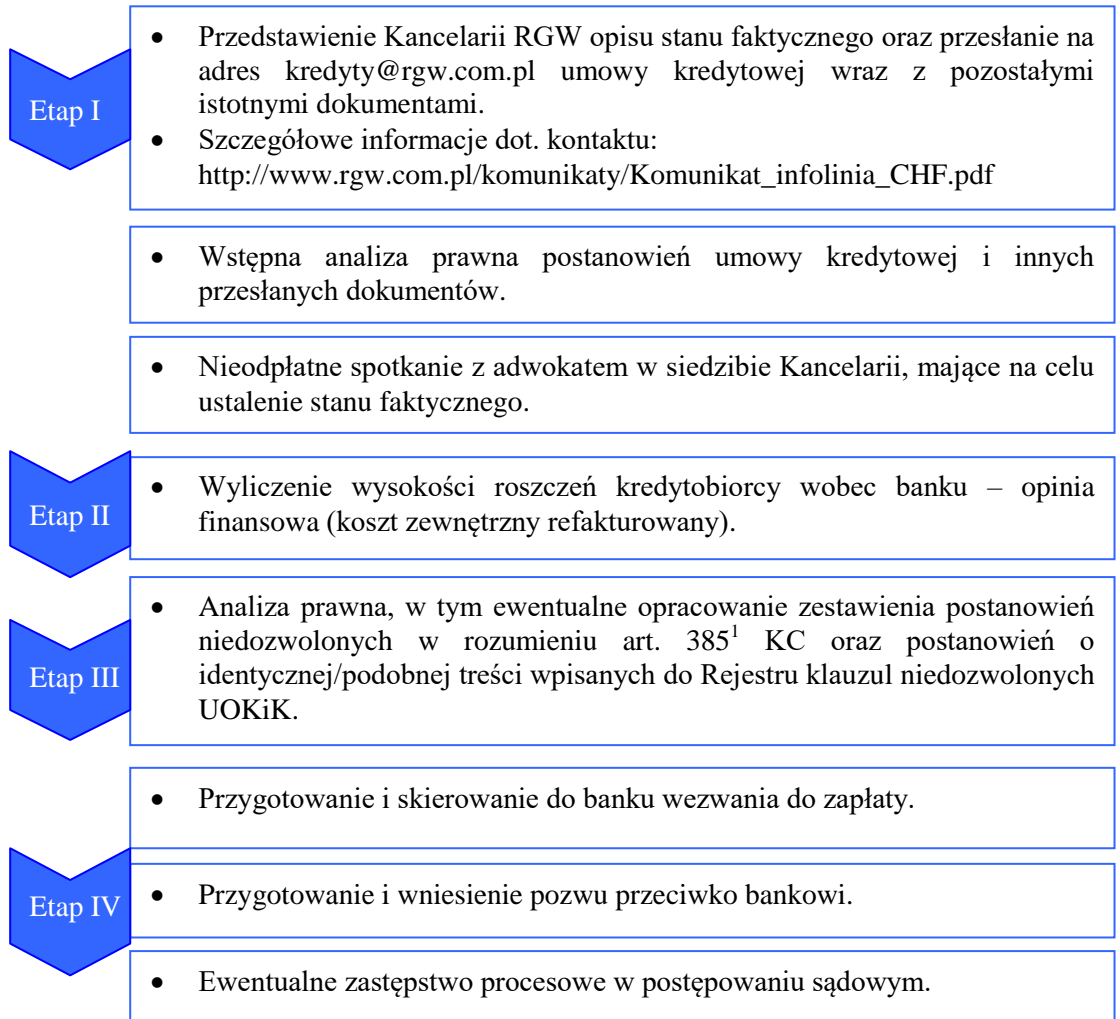 Etap I
• Przedstawienie Kancelarii RGW opisu stanu faktycznego oraz przesłanie na
adres kredyty@rgw.com.pl umowy kredytowej wraz z pozostałymi
istotnymi dokumentami.
• Szczegółowe informacje dot. kontaktu:
http://www.rgw.com.pl/komunikaty/Komunikat_infolinia_CHF.pdf
• Wstępna analiza prawna postanowień umowy kredytowej i innych
przesłanych dokumentów.
• Nieodpłatne spotkanie z adwokatem w siedzibie Kancelarii, mające na celu
ustalenie stanu faktycznego.
Etap II
• Wyliczenie wysokości roszczeń kredytobiorcy wobec banku – opinia
finansowa (koszt zewnętrzny refakturowany).
Etap III
• Analiza prawna, w tym ewentualne opracowanie zestawienia postanowień
niedozwolonych w rozumieniu art. 385¹ KC oraz postanowień o
identycznej/podobnej treści wpisanych do Rejestru klauzul niedozwolonych
UOKiK.
• Przygotowanie i skierowanie do banku wezwania do zapłaty.
Etap IV
• Przygotowanie i wniesienie pozwu przeciwko bankowi.
• Ewentualne zastępstwo procesowe w postępowaniu sądowym.